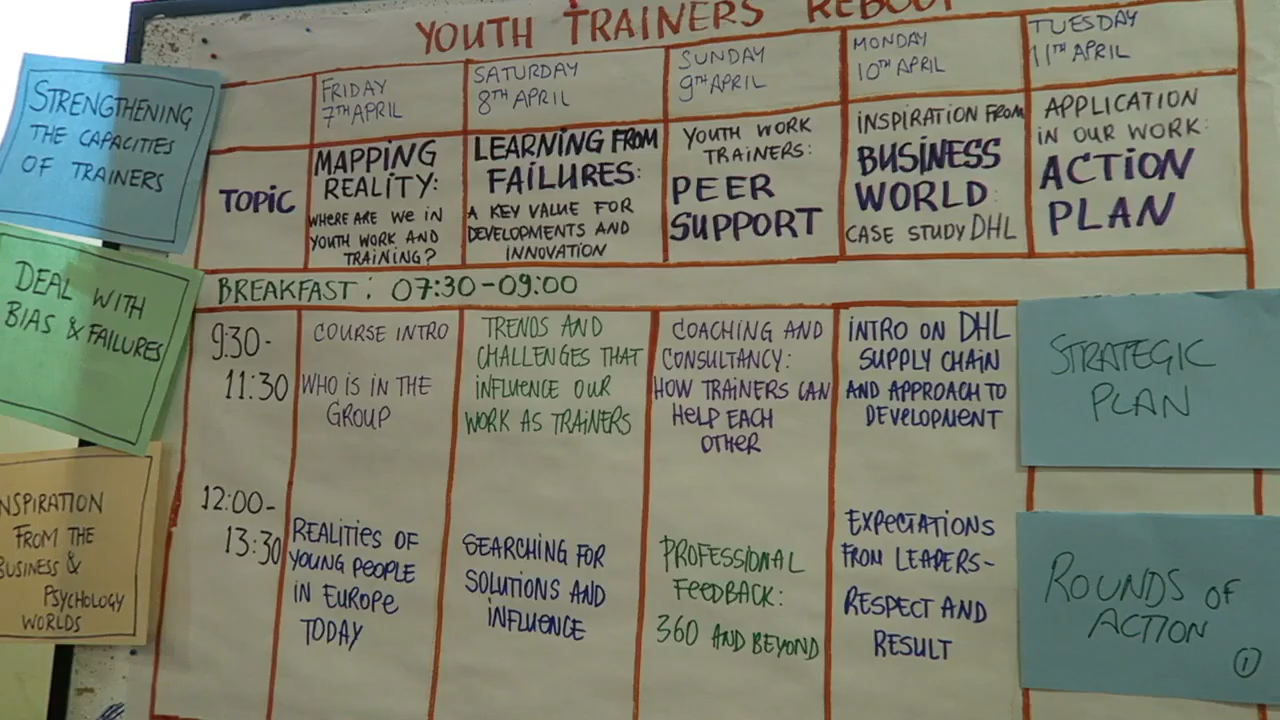 YOUTH TRAINERS REBOOT
STRENGTHENING
THE CAPACITIES
OF TRAINERS
DEAL WITH
BIAS & FAILURES
INSPIRATION
FROM THE
BUSINESS &
PSYCHOLOGY
WORLDS
FRIDAY
7TH APRIL
SATURDAY
8TH APRIL
SUNDAY
9TH APRIL
MONDAY
10TH APRIL
TUESDAY
11TH APRIL
TOPIC
MAPPING
REALITY:
WHERE ARE WE IN
YOUTH WORK AND
TRAINING?
LEARNING FROM
FAILURES:
A KEY VALUE FOR
DEVELOPMENTS AND
INNOVATION
YOUTH WORK
TRAINERS:
PEER
SUPPORT
INSPIRATION FROM
BUSINESS
WORLD:
CASE STUDY DHL
APPLICATION
IN OUR WORK:
ACTION
PLAN
BREAKFAST: 07:30-09:00
9:30-
11:30
COURSE INTRO
WHO IS IN THE
GROUP
TRENDS AND
CHALLENGES THAT
INFLUENCE OUR
WORK AS TRAINERS
COACHING AND
CONSULTANCY:
HOW TRAINERS CAN
HELP EACH
OTHER
INTRO ON DHL
SUPPLY CHAIN
AND APPROACH TO
DEVELOPMENT
STRATEGIC
PLAN
12:00-
13:30
REALITIES OF
YOUNG PEOPLE
IN EUROPE
TODAY
SEARCHING FOR
SOLUTIONS AND
INFLUENCE
PROFESSIONAL
FEEDBACK:
360 AND BEYOND
EXPECTATIONS
FROM LEADERS-
RESPECT AND
RESULT
ROUNDS OF
ACTION
1